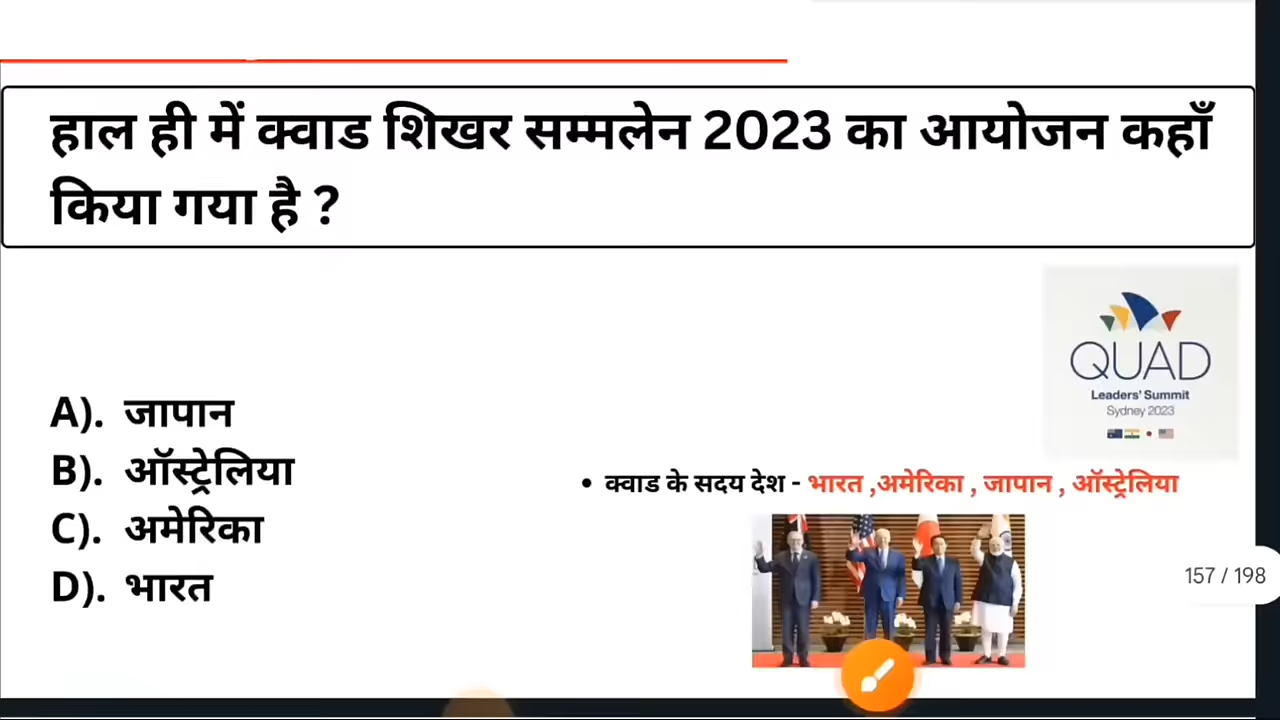 हाल ही में क्वाड शिखर सम्मलेन 2023 का आयोजन कहाँ
किया गया है ?
QUAD
Leaders' Summit
Sydney 2023
A). जापान
B). ऑस्ट्रेलिया
C). अमेरिका
D). भारत
• क्वाड के सदय देश - भारत ,अमेरिका , जापान , ऑस्ट्रेलिया
157 / 198